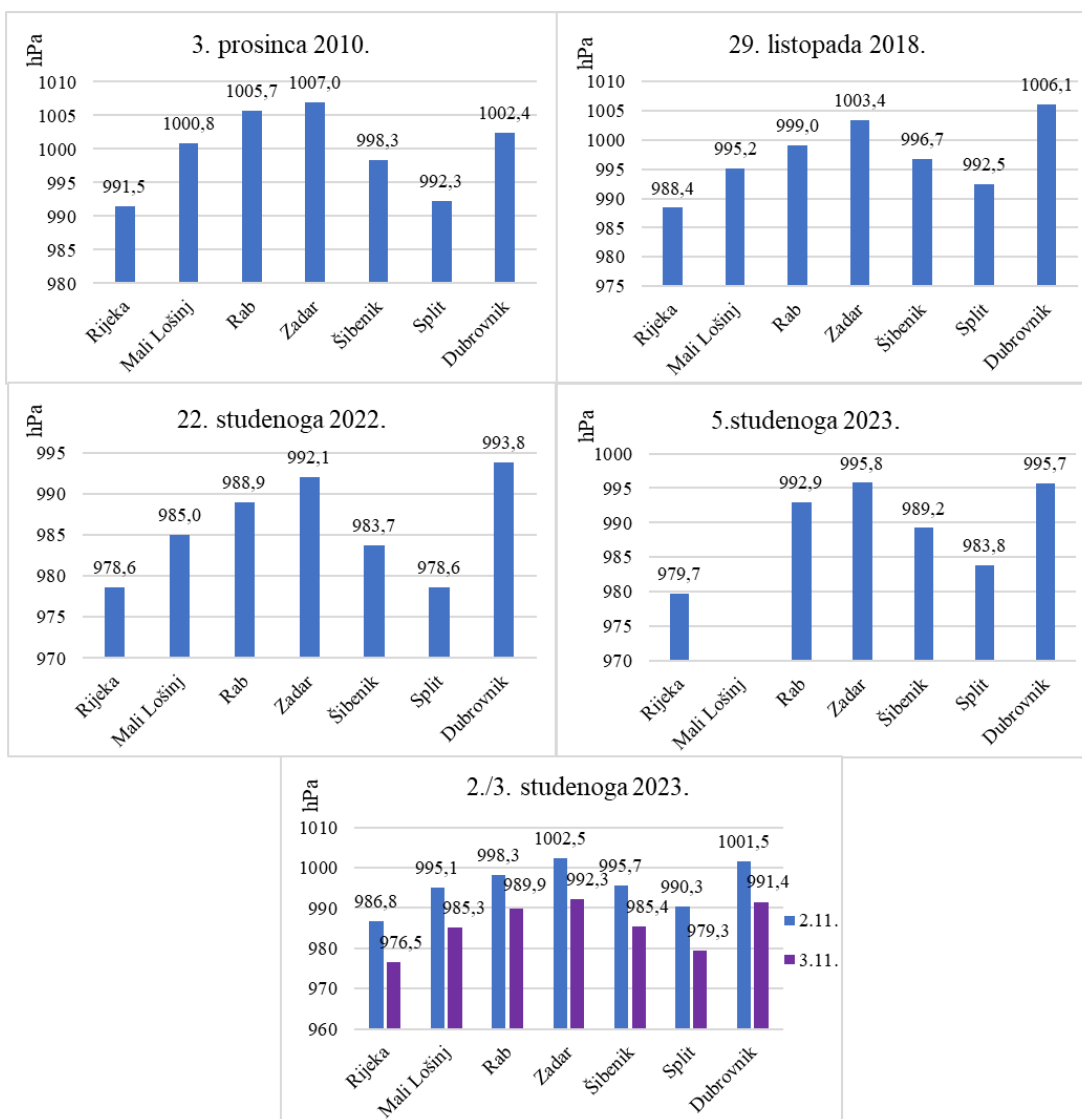 3. prosinca 2010.
hPa
1010
1005
1000
995
990
985
980
991,5
1000,8
1005,7
1007,0
998,3
992,3
1002,4
Rijeka
Mali Lošinj
Rab
Zadar
Šibenik
Split
Dubrovnik
29. listopada 2018.
hPa
1010
1005
1000
995
990
985
980
975
988,4
995,2
999,0
1003,4
996,7
992,5
1006,1
Rijeka
Mali Lošinj
Rab
Zadar
Šibenik
Split
Dubrovnik
22. studenoga 2022.
hPa
995
990
985
980
975
970
978,6
985,0
988,9
992,1
983,7
978,6
993,8
Rijeka
Mali Lošinj
Rab
Zadar
Šibenik
Split
Dubrovnik
5.studenoga 2023.
hPa
1000
995
990
985
980
975
970
979,7
992,9
995,8
989,2
983,8
995,7
Rijeka
Mali Lošinj
Rab
Zadar
Šibenik
Split
Dubrovnik
2./3. studenoga 2023.
hPa
1010
1000
990
980
970
960
986,8
976,5
995,1
985,3
998,3
989,9
1002,5
992,3
995,7
985,4
990,3
979,3
1001,5
991,4
Rijeka
Mali Lošinj
Rab
Zadar
Šibenik
Split
Dubrovnik
2.11.
3.11.